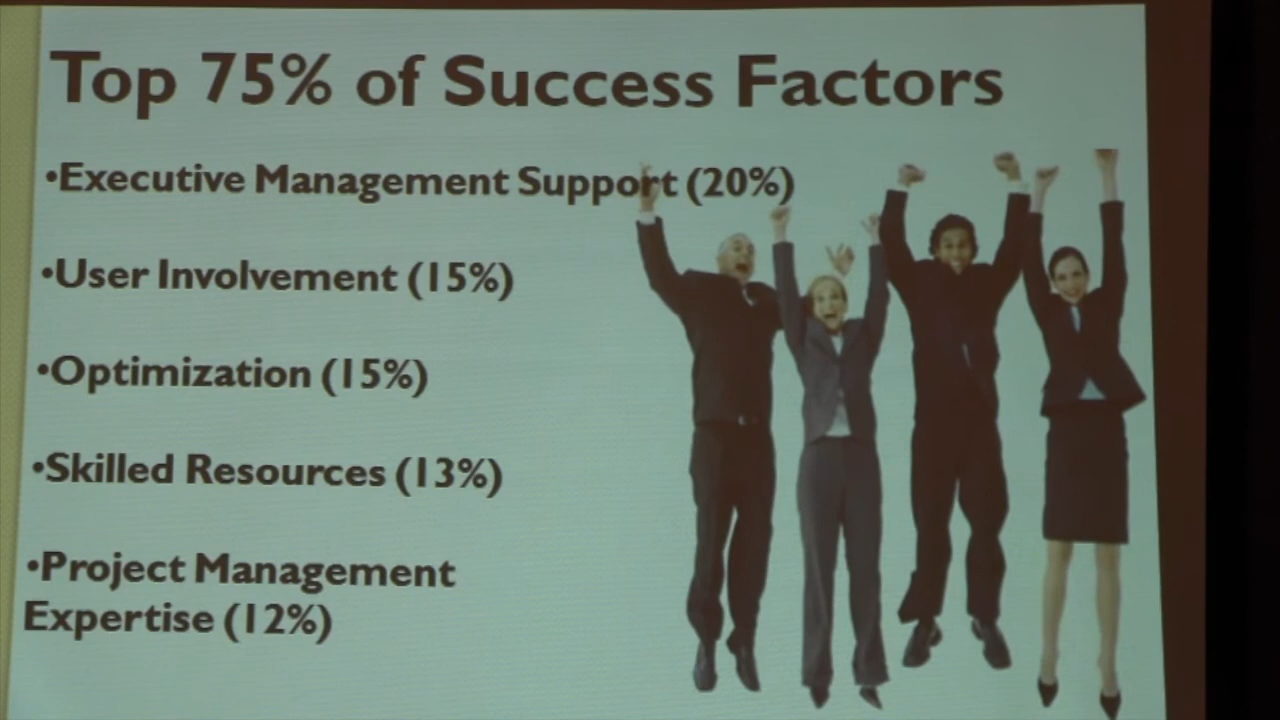 Top 75% of Success Factors
•Executive Management Support (20%)
•User Involvement (15%)
•Optimization (15%)
•Skilled Resources (13%)
•Project Management
Expertise (12%)